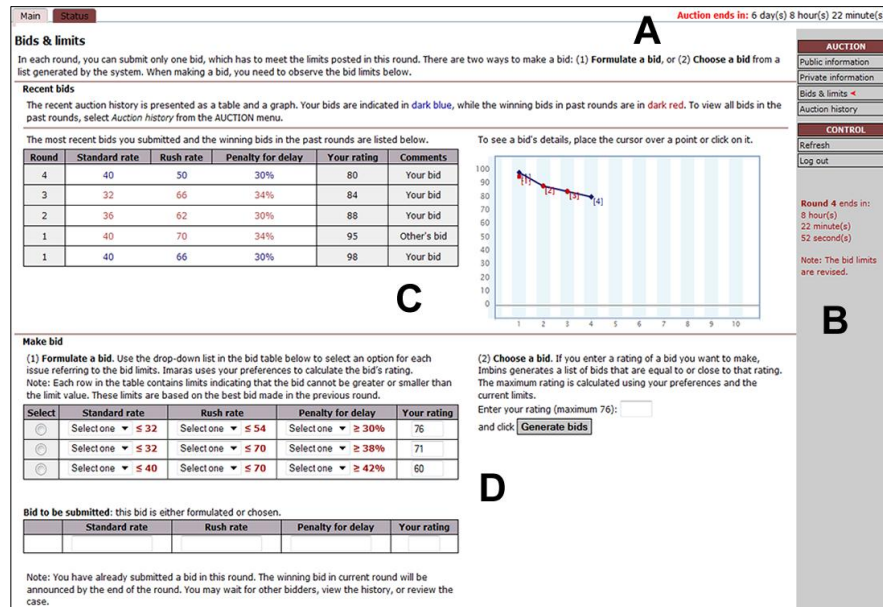 Main Status Auction ends in: 6 day(s) 8 hour(s) 22 minute(s)
A
Bids & limits
In each round, you can submit only one bid, which has to meet the limits posted in this round. There are two ways to make a bid: (1) Formulate a bid, or (2) Choose a bid from a
list generated by the system. When making a bid, you need to observe the bid limits below.
Recent bids
The recent auction history is presented as a table and a graph. Your bids are indicated in dark blue, while the winning bids in past rounds are in dark red. To view all bids in the
past rounds, select Auction history from the AUCTION menu.
The most recent bids you submitted and the winning bids in the past rounds are listed below.
Round Standard rate Rush rate Penalty for delay Your rating Comments
4 40 50 30% 80 Your bid
3 32 66 34% 84 Your bid
2 36 62 30% 88 Your bid
1 40 70 34% 95 Other's bid
1 40 66 30% 98 Your bid
C
To see a bid's details, place the cursor over a point or click on it.
100
90
80
70
60
50
40
30
20
10
0
[1] [2] [3] [4]
1 2 3 4 5 6 7 8 9 10
AUCTION
Public information
Private information
Bids & limits
Auction history
CONTROL
Refresh
Log out
Round 4 ends in:
8 hour(s)
22 minute(s)
52 second(s)
Note: The bid limits
are revised.
B
Make bid
(1) Formulate a bid. Use the drop-down list in the bid table below to select an option for each
issue referring to the bid limits. Imaras uses your preferences to calculate the bid's rating.
Note: Each row in the table contains limits indicating that the bid cannot be greater or smaller than
the limit value. These limits are based on the best bid made in the previous round.
Select Standard rate Rush rate Penalty for delay Your rating
Select one ≤ 32 Select one ≤ 54 Select one ≥ 30% 76
Select one ≤ 32 Select one ≤ 70 Select one ≥ 38% 71
Select one ≤ 40 Select one ≤ 70 Select one ≥ 42% 60
(2) Choose a bid. If you enter a rating of a bid you want to make,
Imbins generates a list of bids that are equal to or close to that rating.
The maximum rating is calculated using your preferences and the
current limits.
Enter your rating (maximum 76):
and click Generate bids
D
Bid to be submitted: this bid is either formulated or chosen.
Standard rate Rush rate Penalty for delay Your rating
Note: You have already submitted a bid in this round. The winning bid in current round will be
announced by the end of the round. You may wait for other bidders, view the history, or review the
case.